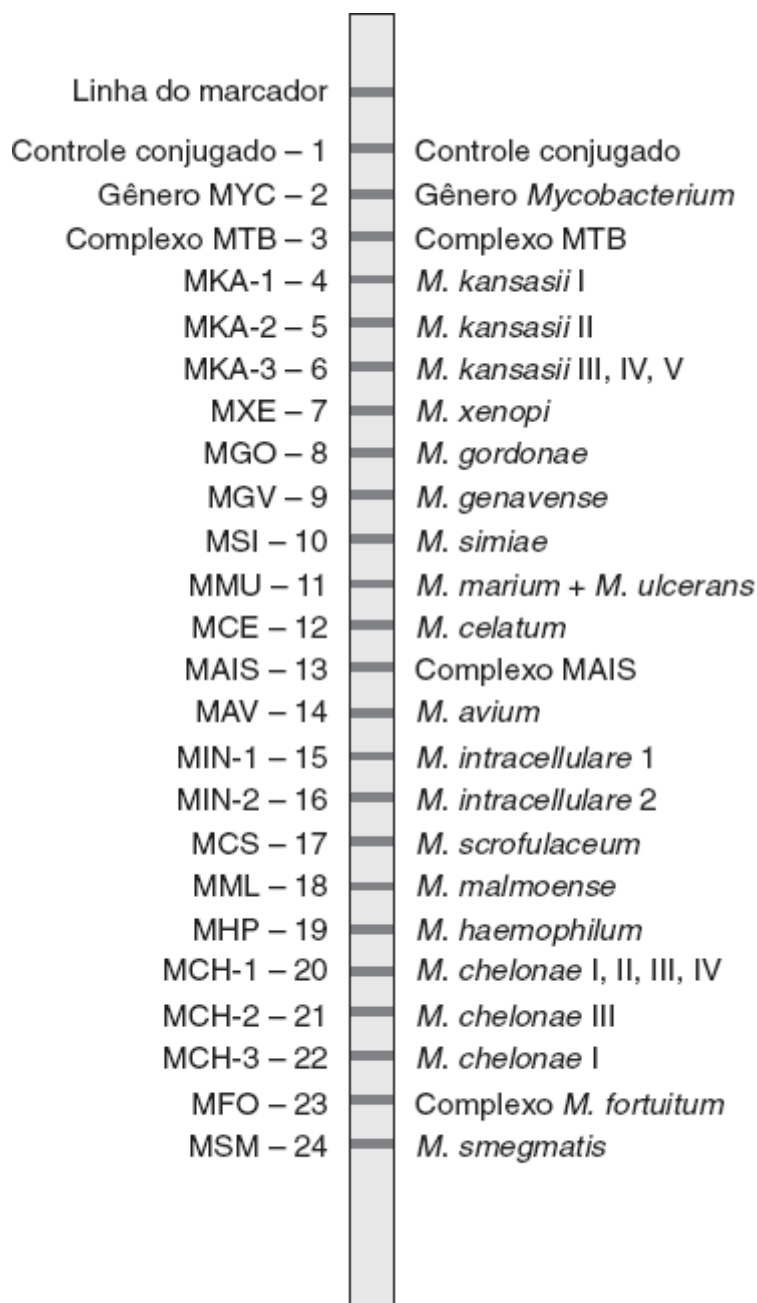 Linha do marcador
Controle conjugado – 1 Controle conjugado
Gênero MYC – 2 Gênero Mycobacterium
Complexo MTB – 3 Complexo MTB
MKA-1 – 4 M. kansasii I
MKA-2 – 5 M. kansasii II
MKA-3 – 6 M. kansasii III, IV, V
MXE – 7 M. xenopi
MGO – 8 M. gordonae
MGV – 9 M. genavense
MSI – 10 M. simiae
MMU – 11 M. marium + M. ulcerans
MCE – 12 M. celatum
MAIS – 13 Complexo MAIS
MAV – 14 M. avium
MIN-1 – 15 M. intracellulare 1
MIN-2 – 16 M. intracellulare 2
MCS – 17 M. scrofulaceum
MML – 18 M. malmoense
MHP – 19 M. haemophilum
MCH-1 – 20 M. chelonae I, II, III, IV
MCH-2 – 21 M. chelonae III
MCH-3 – 22 M. chelonae I
MFO – 23 Complexo M. fortuitum
MSM – 24 M. smegmatis